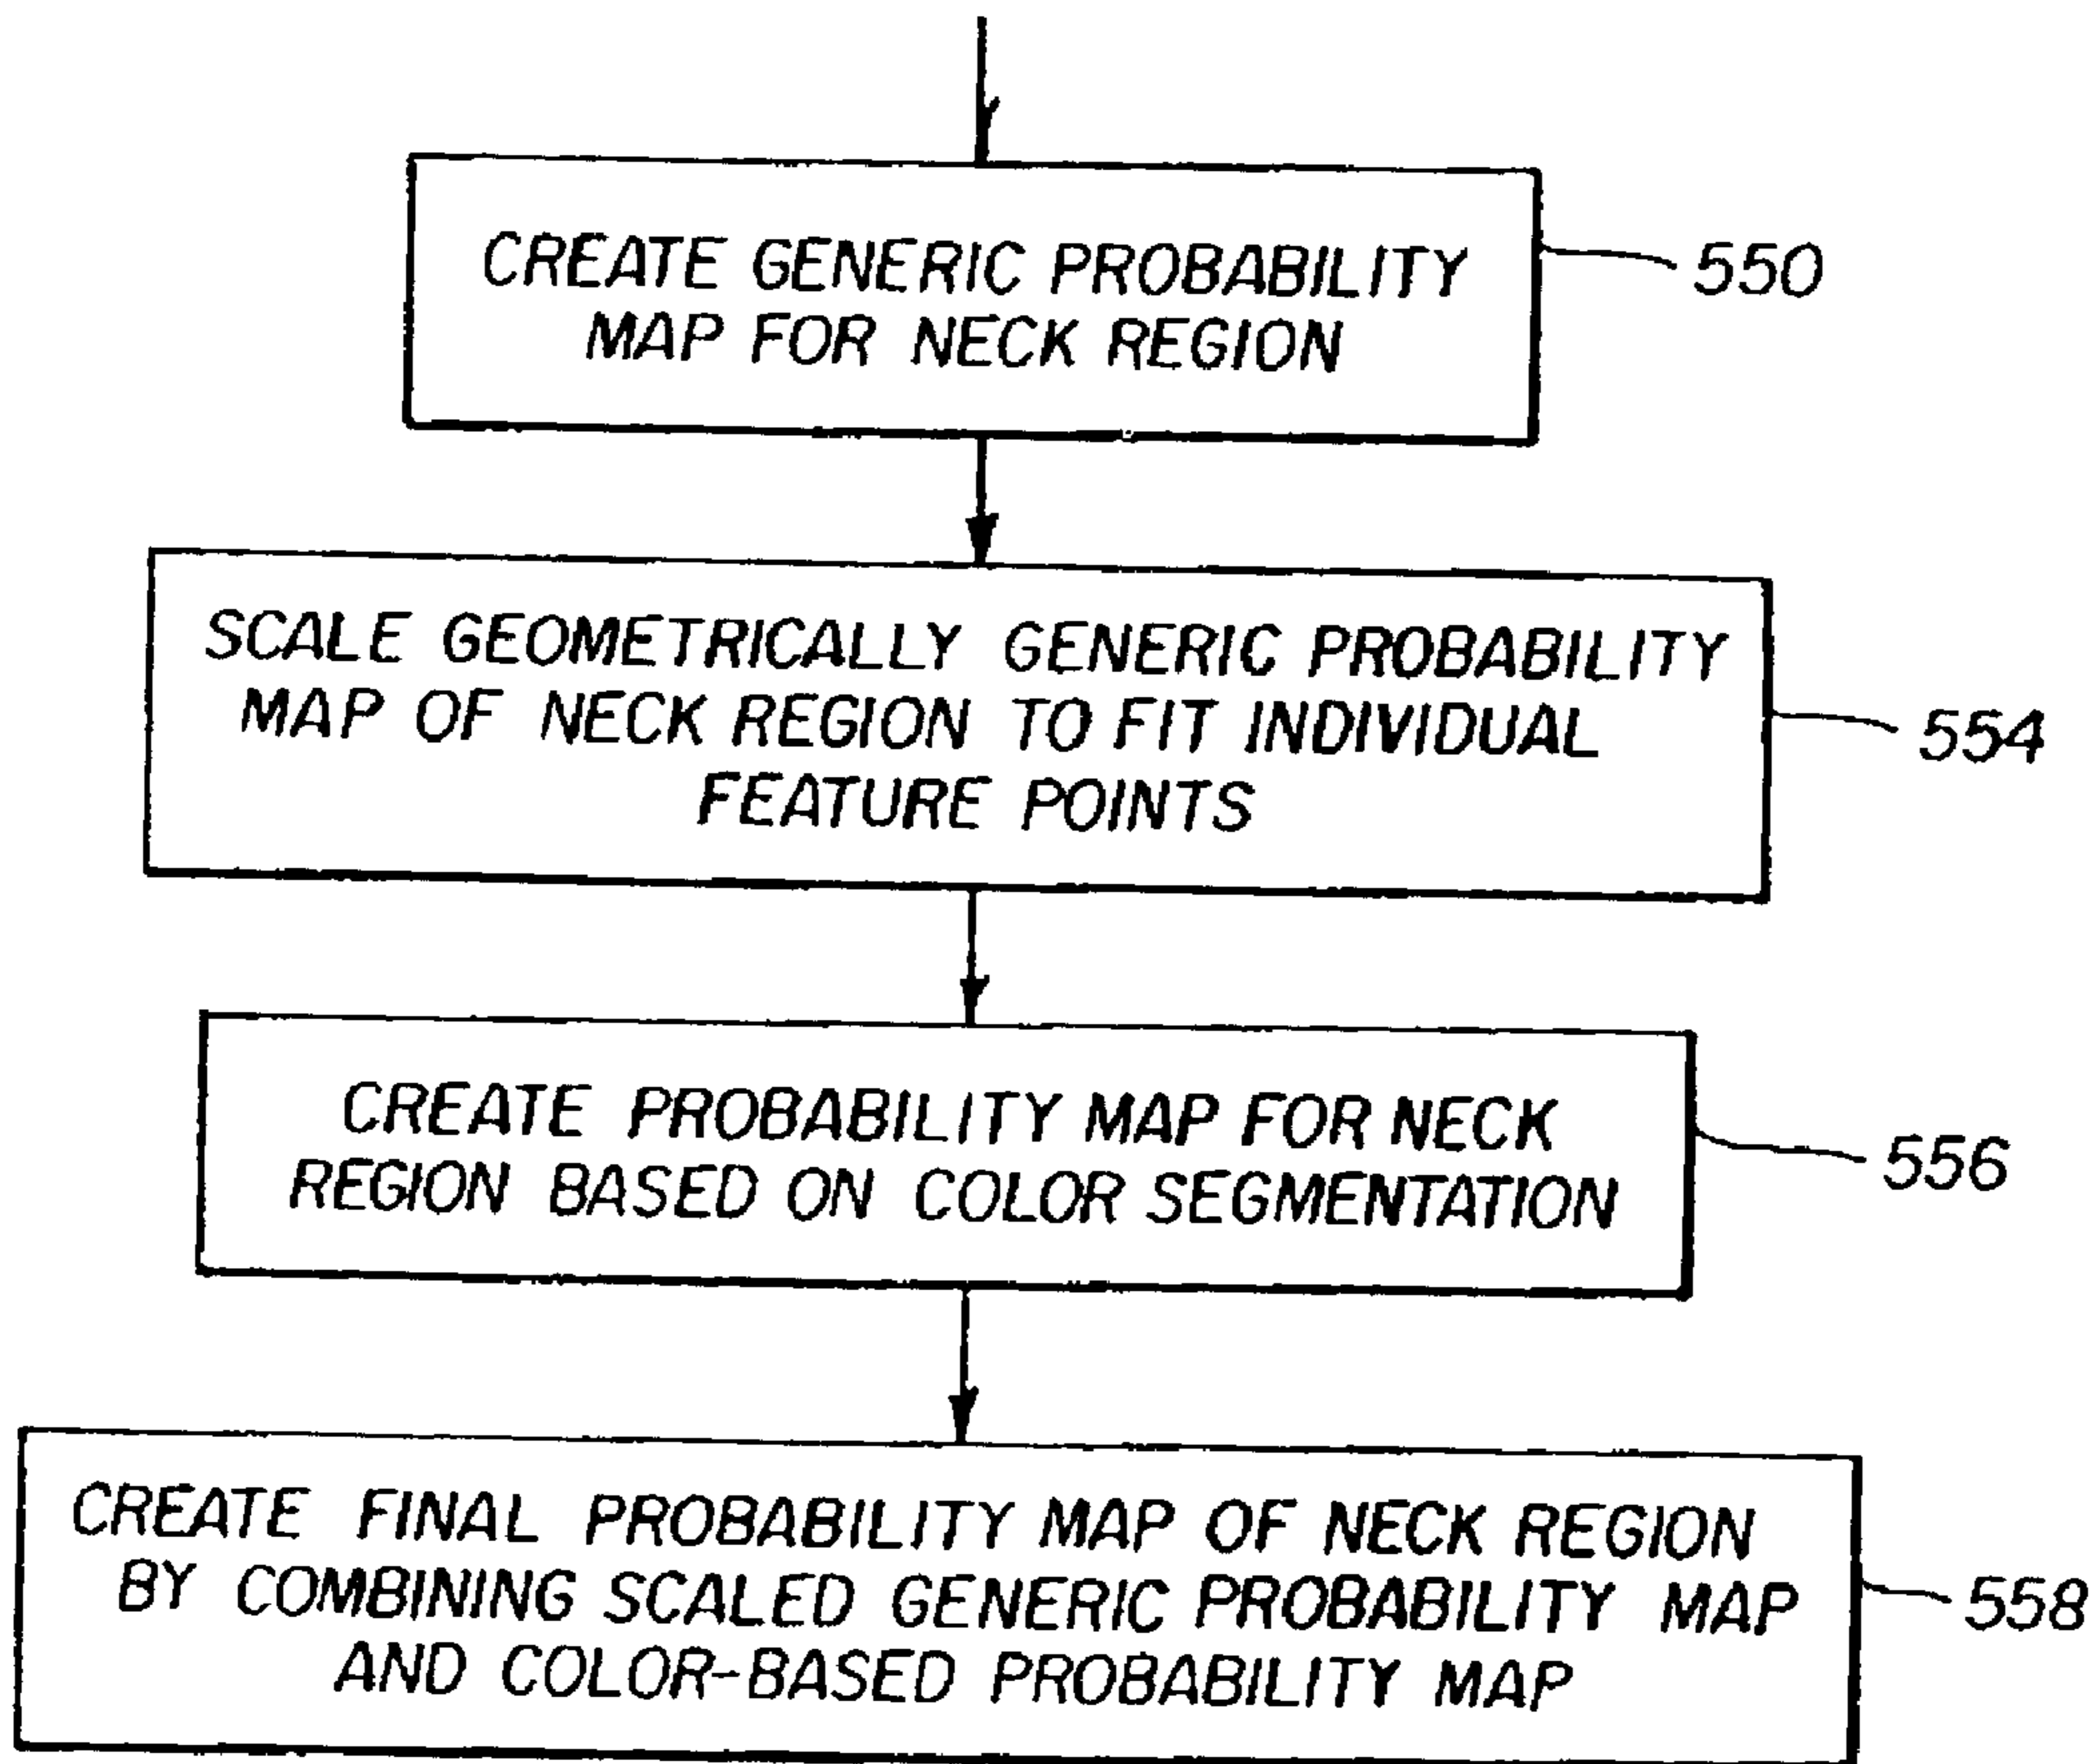 CREATE GENERIC PROBABILITY
MAP FOR NECK REGION
550
SCALE GEOMETRICALLY GENERIC PROBABILITY
MAP OF NECK REGION TO FIT INDIVIDUAL
FEATURE POINTS
554
CREATE PROBABILITY MAP FOR NECK
REGION BASED ON COLOR SEGMENTATION
556
CREATE FINAL PROBABILITY MAP OF NECK REGION
BY COMBINING SCALED GENERIC PROBABILITY MAP
AND COLOR-BASED PROBABILITY MAP
558